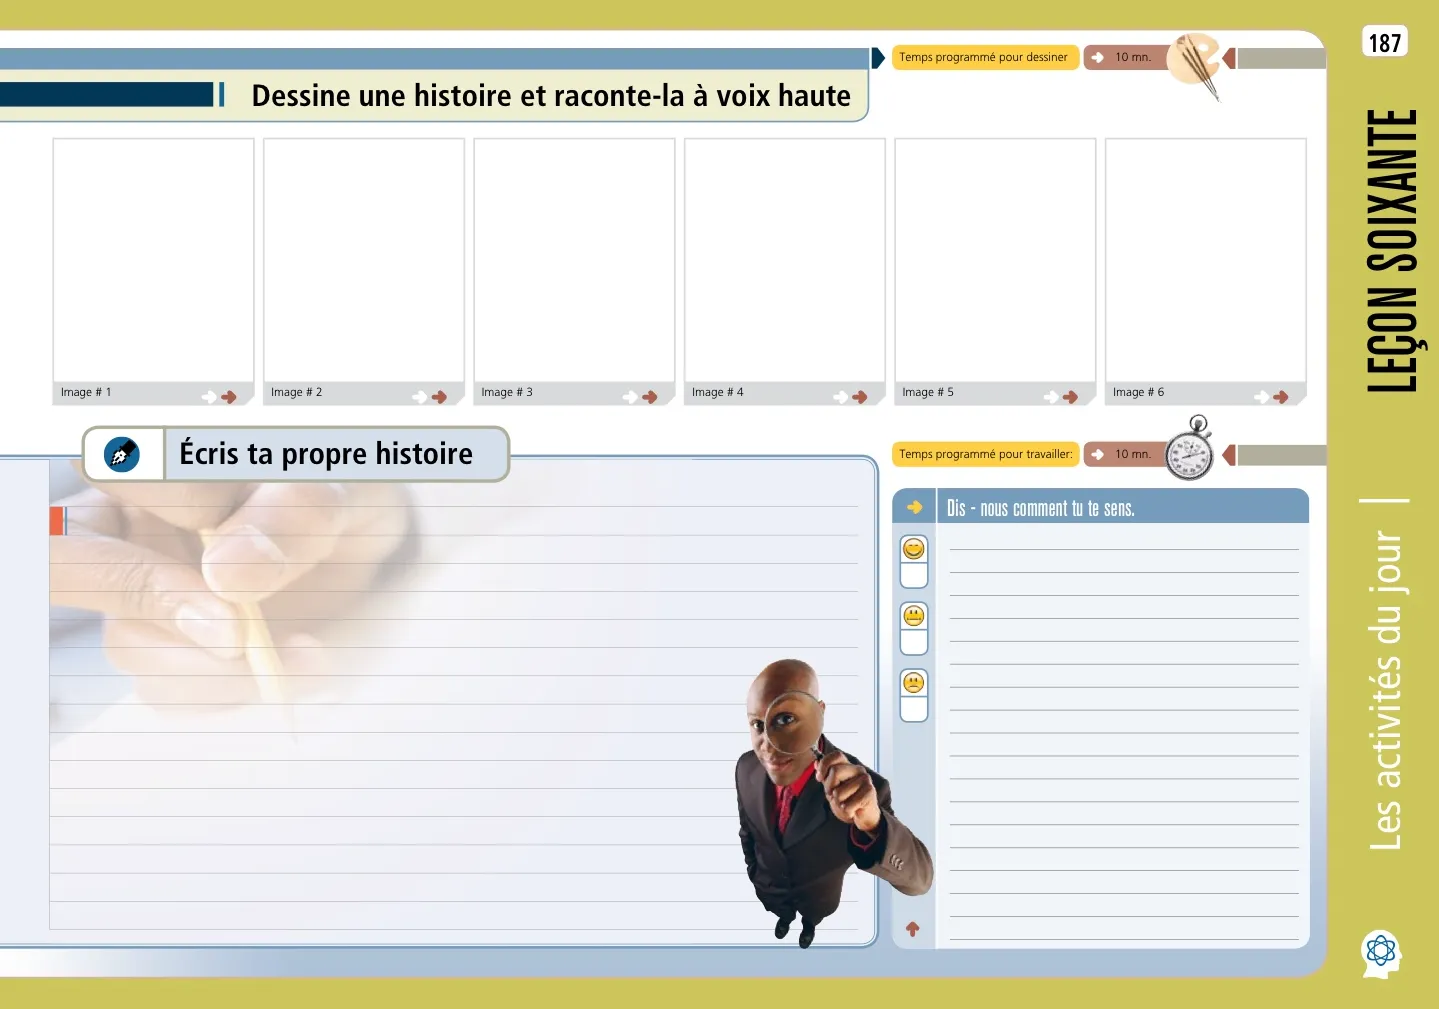 Temps programmé pour dessiner
10 mn.
187
Dessine une histoire et raconte-la à voix haute
Image # 1
Image # 2
Image # 3
Image # 4
Image # 5
Image # 6
LEÇON SOIXANTE
Écris ta propre histoire
Temps programmé pour travailler:
10 mn.
Dis - nous comment tu te sens.
Les activités du jour